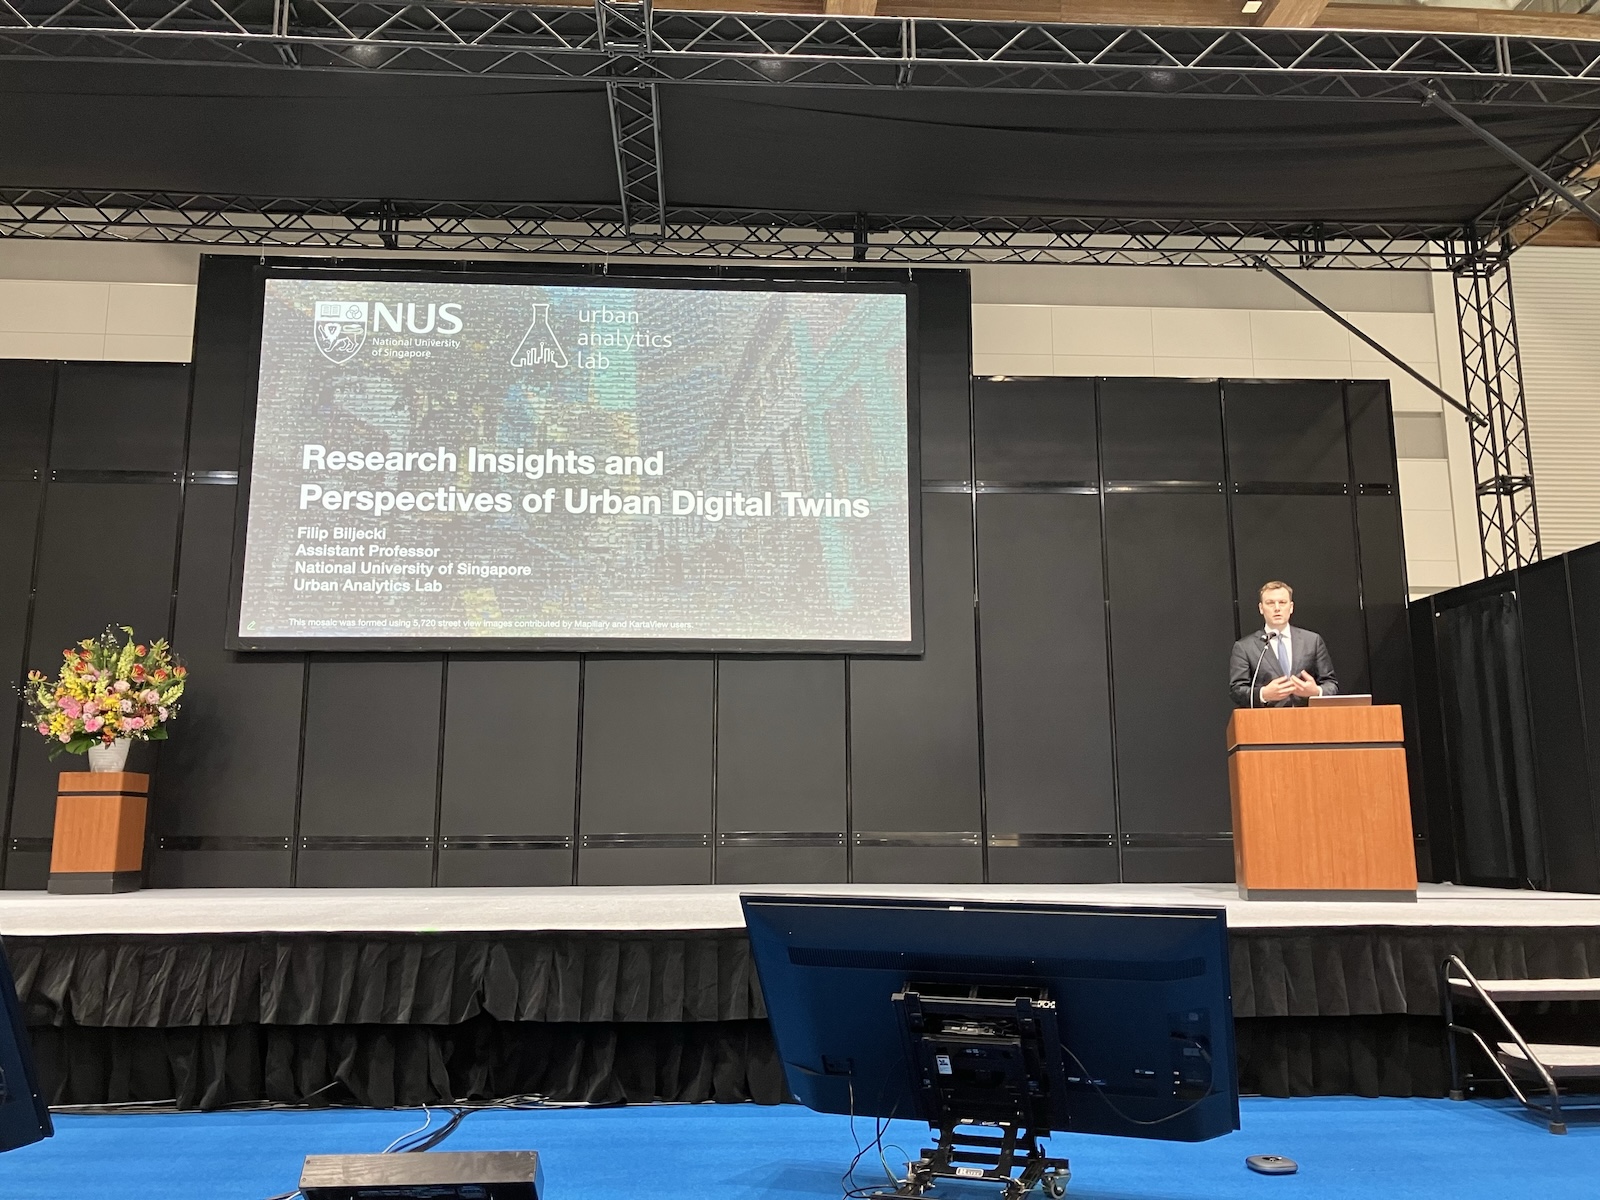 NUS
National University
of Singapore
urban
analytics
lab
Research Insights and
Perspectives of Urban Digital Twins
Filip Biljecki
Assistant Professor
National University of Singapore
Urban Analytics Lab
This mosaic was formed using 5,720 street view images contributed by Mapillary and KartaView users